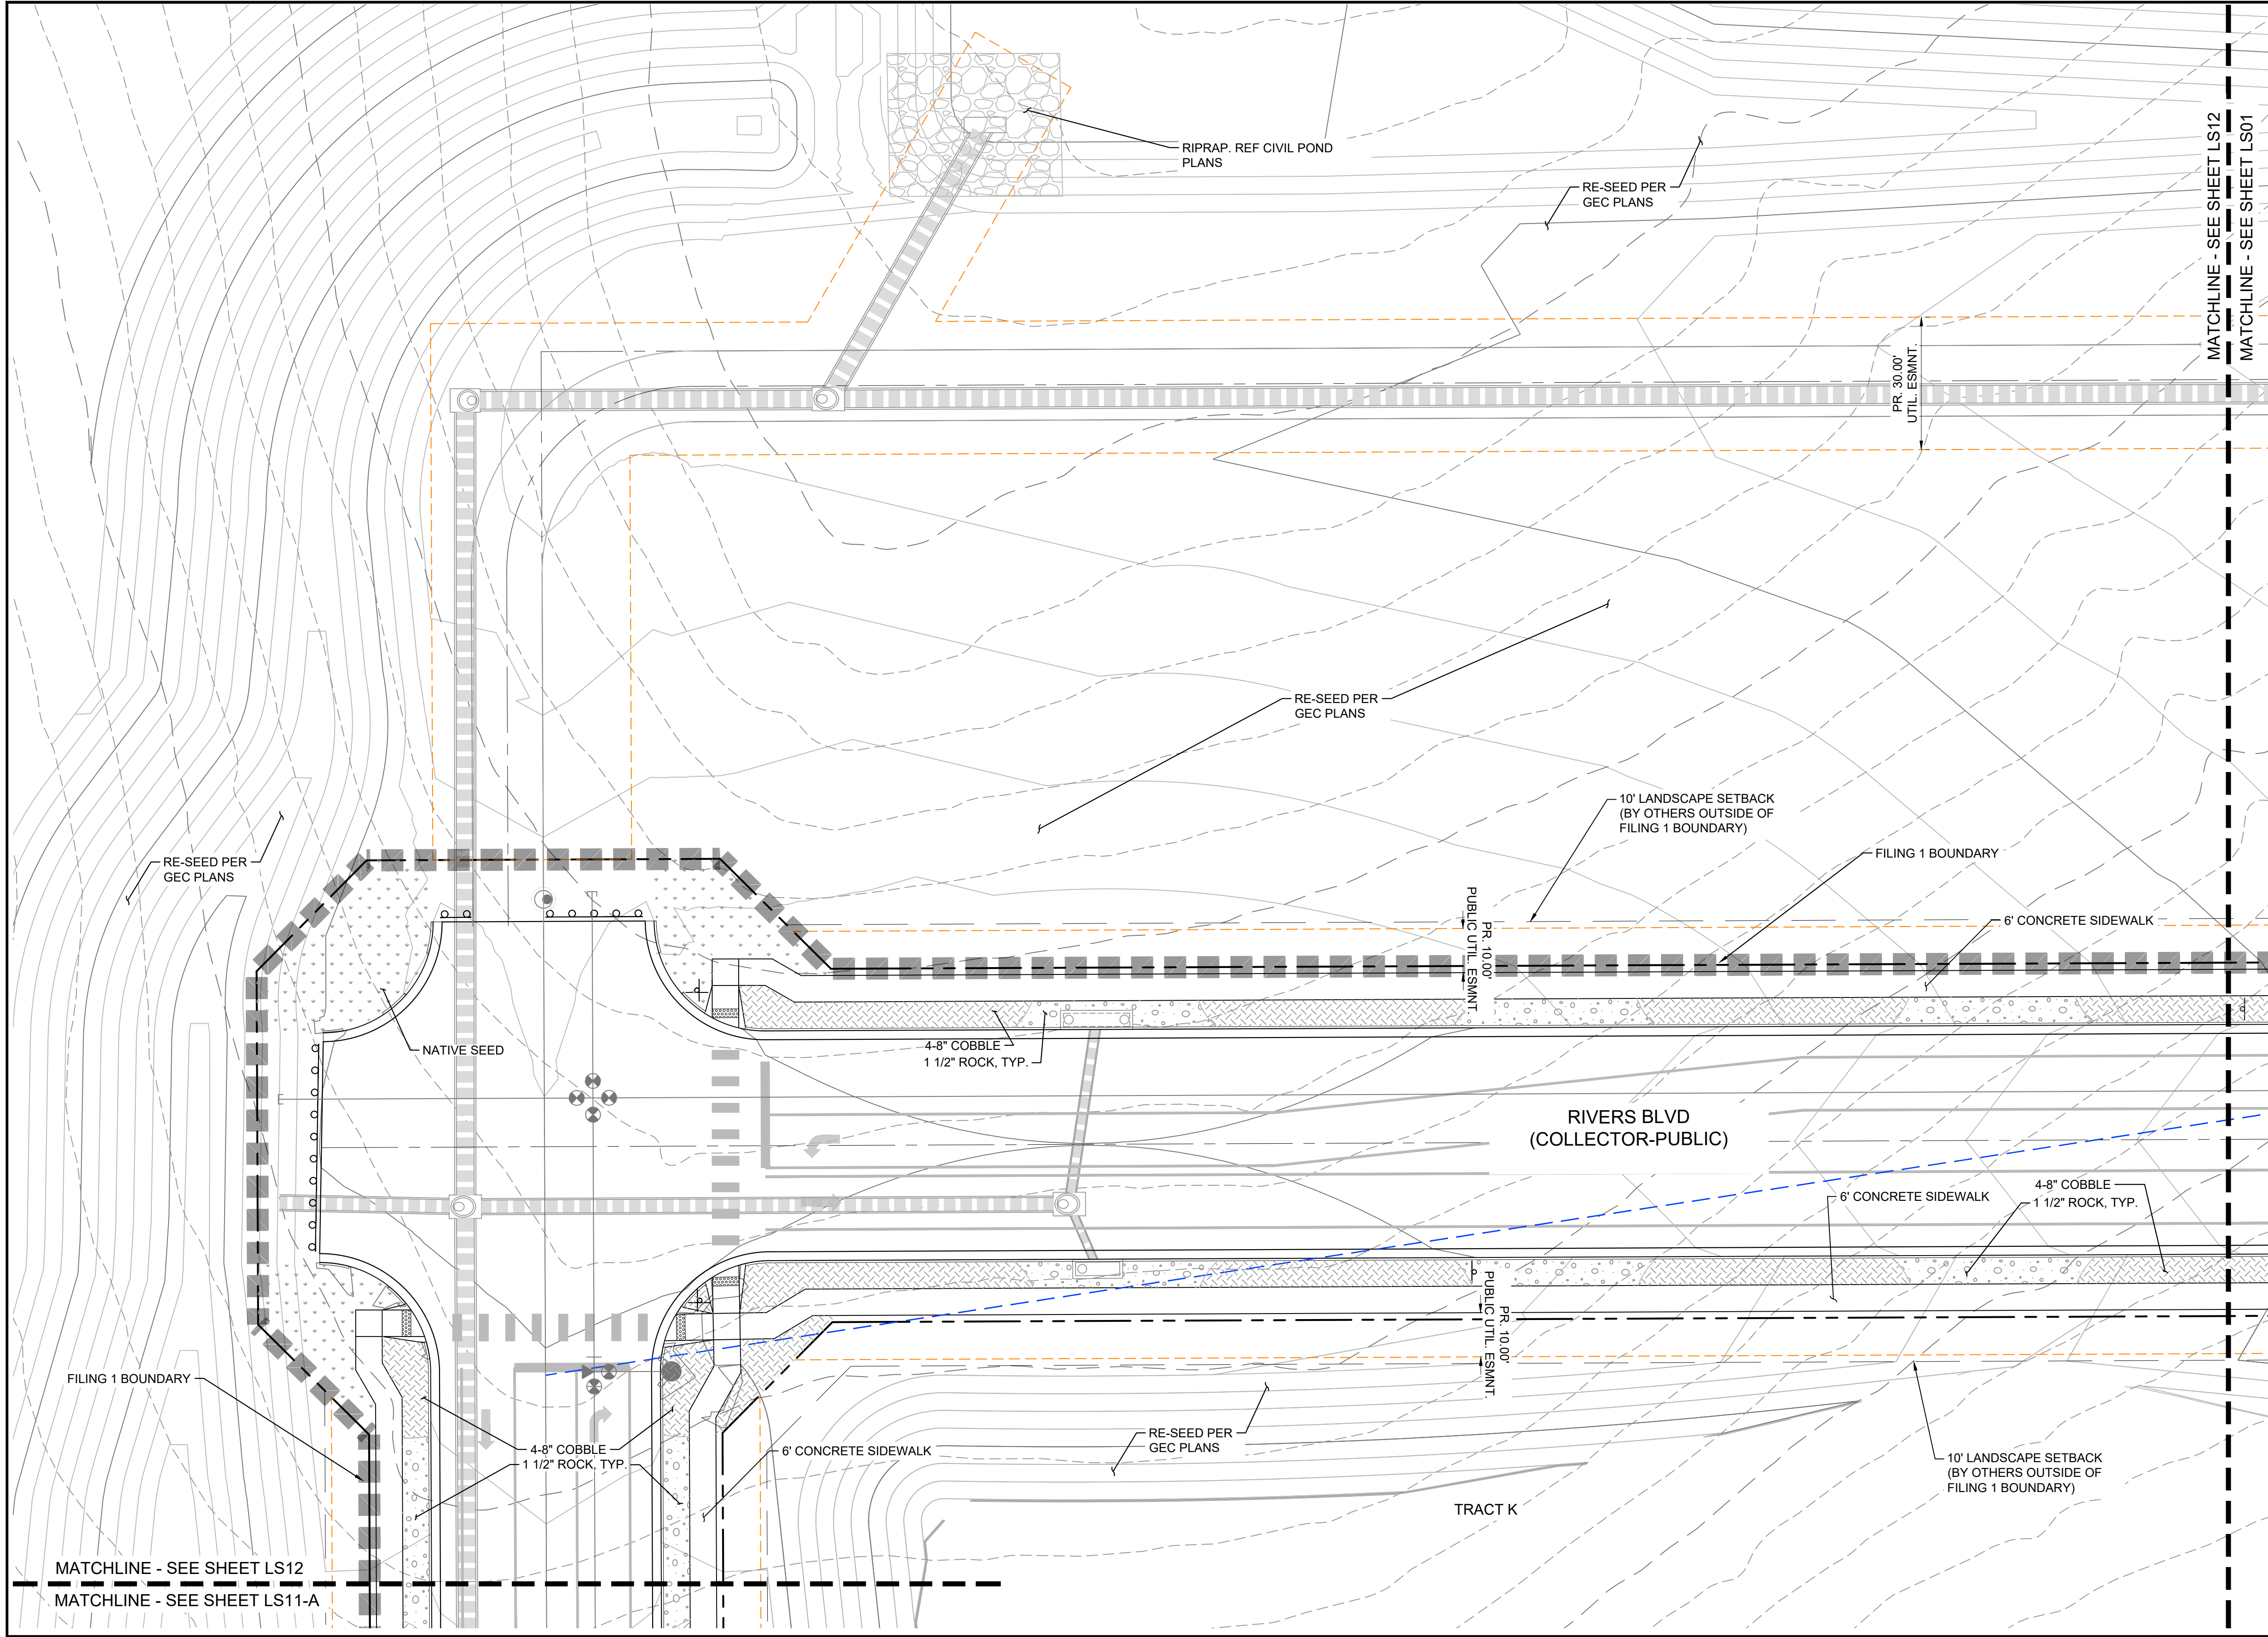 RIPRAP. REF CIVIL POND
PLANS
RE-SEED PER
GEC PLANS
MATCHLINE - SEE SHEET LS12
MATCHLINE - SEE SHEET LS01
PR. 30.00'
UTIL. ESMNT.
RE-SEED PER
GEC PLANS
10' LANDSCAPE SETBACK
(BY OTHERS OUTSIDE OF
FILING 1 BOUNDARY)
FILING 1 BOUNDARY
RE-SEED PER
GEC PLANS
6' CONCRETE SIDEWALK
PR. 10.00'
PUBLIC UTIL. ESMNT.
NATIVE SEED
4-8" COBBLE
1 1/2" ROCK, TYP.
RIVERS BLVD
(COLLECTOR-PUBLIC)
6' CONCRETE SIDEWALK
4-8" COBBLE
1 1/2" ROCK, TYP.
PR. 10.00'
PUBLIC UTIL. ESMNT.
FILING 1 BOUNDARY
4-8" COBBLE
1 1/2" ROCK, TYP.
6' CONCRETE SIDEWALK
RE-SEED PER
GEC PLANS
10' LANDSCAPE SETBACK
(BY OTHERS OUTSIDE OF
FILING 1 BOUNDARY)
TRACT K
MATCHLINE - SEE SHEET LS12
MATCHLINE - SEE SHEET LS11-A